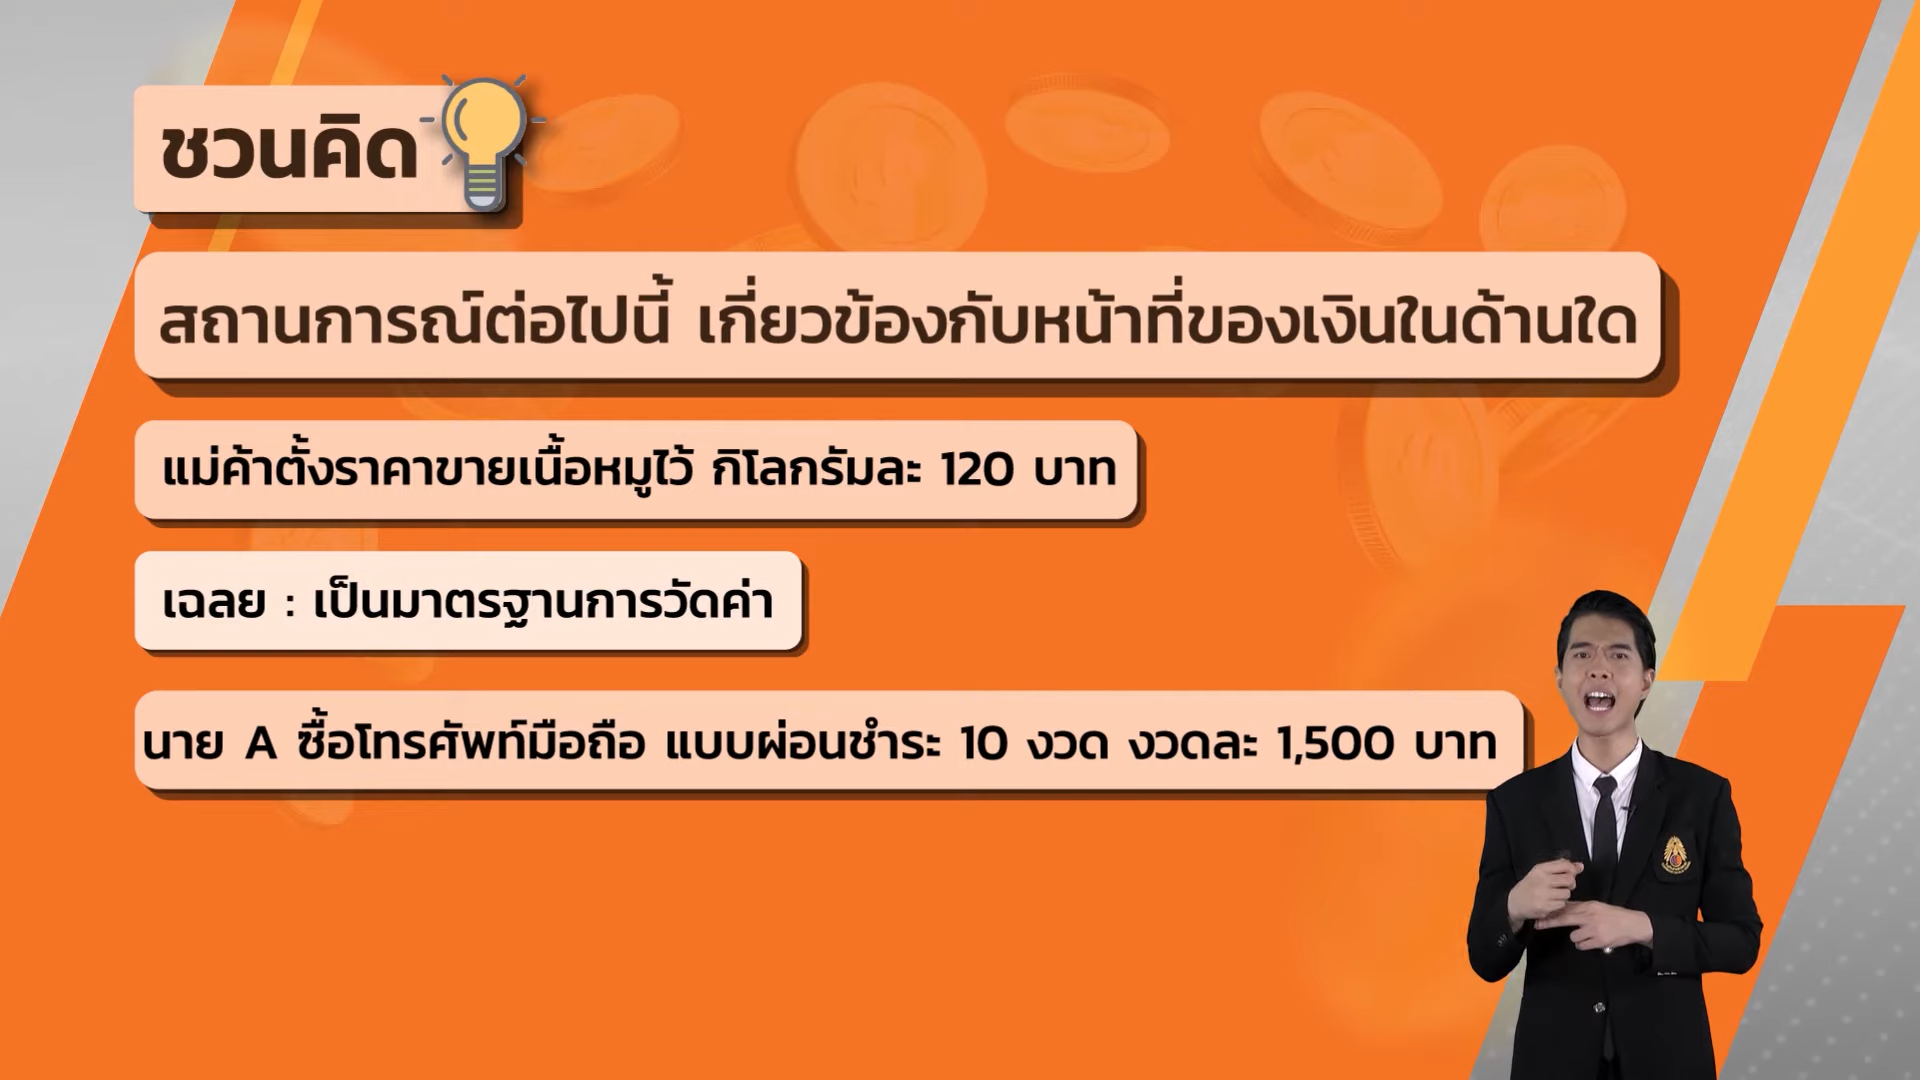 ชวนคิด
สถานการณ์ต่อไปนี้ เกี่ยวข้องกับหน้าที่ของเงินในด้านใด
แม่ค้าตั้งราคาขายเนื้อหมูไว้ กิโลกรัมละ 120 บาท
เฉลย : เป็นมาตรฐานการวัดค่า
นาย A ซื้อโทรศัพท์มือถือ แบบผ่อนชำระ 10 งวด งวดละ 1,500 บาท